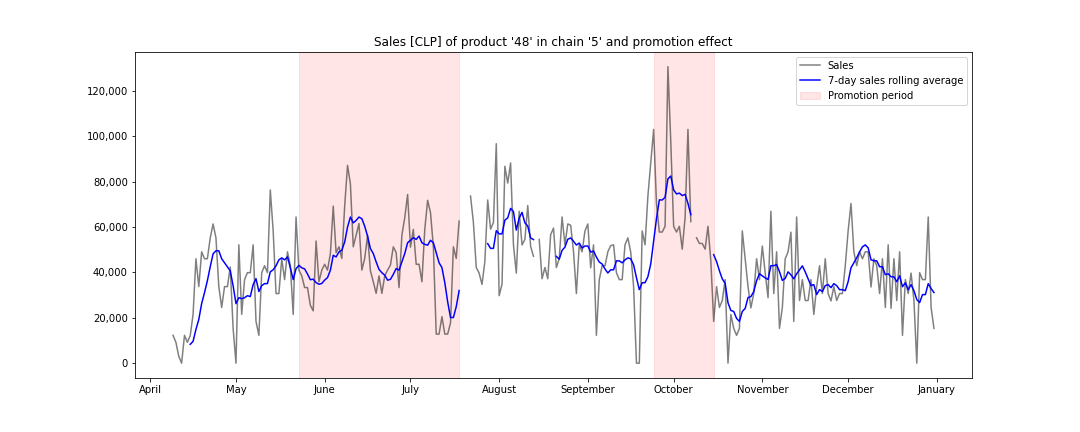 Sales [CLP] of product '48' in chain '5' and promotion effect
Sales
7-day sales rolling average
Promotion period
120,000
100,000
80,000
60,000
40,000
20,000
0
April May June July August September October November December January